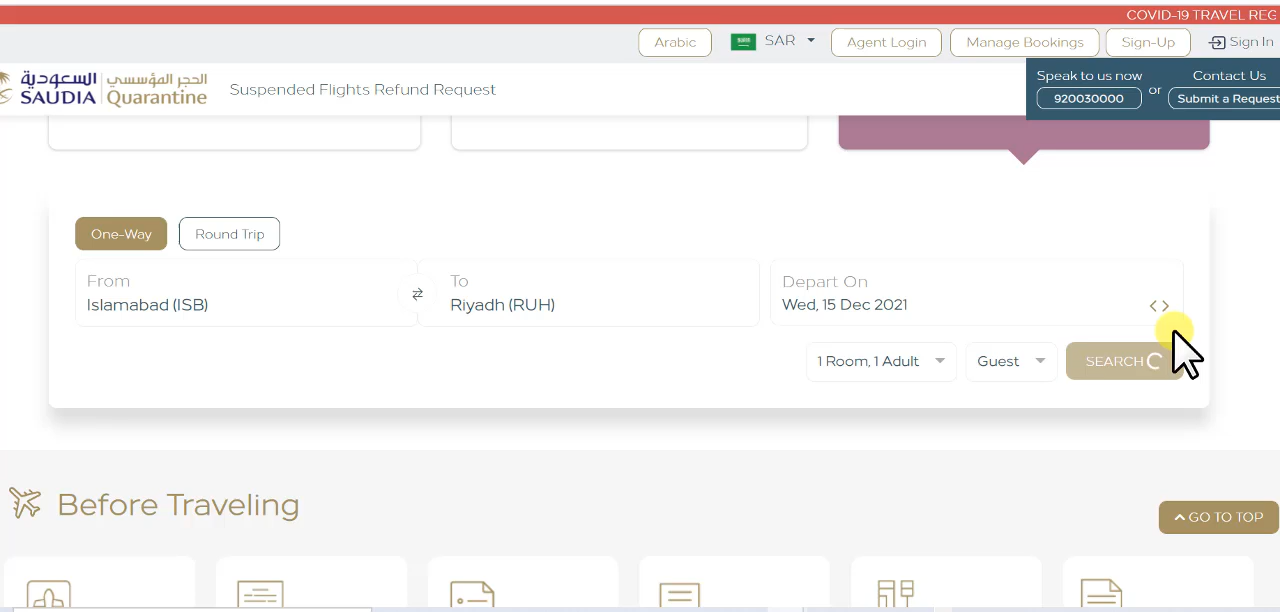 COVID-19 TRAVEL REG
Arabic
SAR
Agent Login
Manage Bookings
Sign-Up
Sign In
السعودية
SAUDIA
الحجر المؤسسي
Quarantine
Suspended Flights Refund Request
Speak to us now
920030000
or
Contact Us
Submit a Request
One-Way
Round Trip
From
Islamabad (ISB)
To
Riyadh (RUH)
Depart On
Wed, 15 Dec 2021
1 Room, 1 Adult
Guest
SEARCH
Before Traveling
GO TO TOP